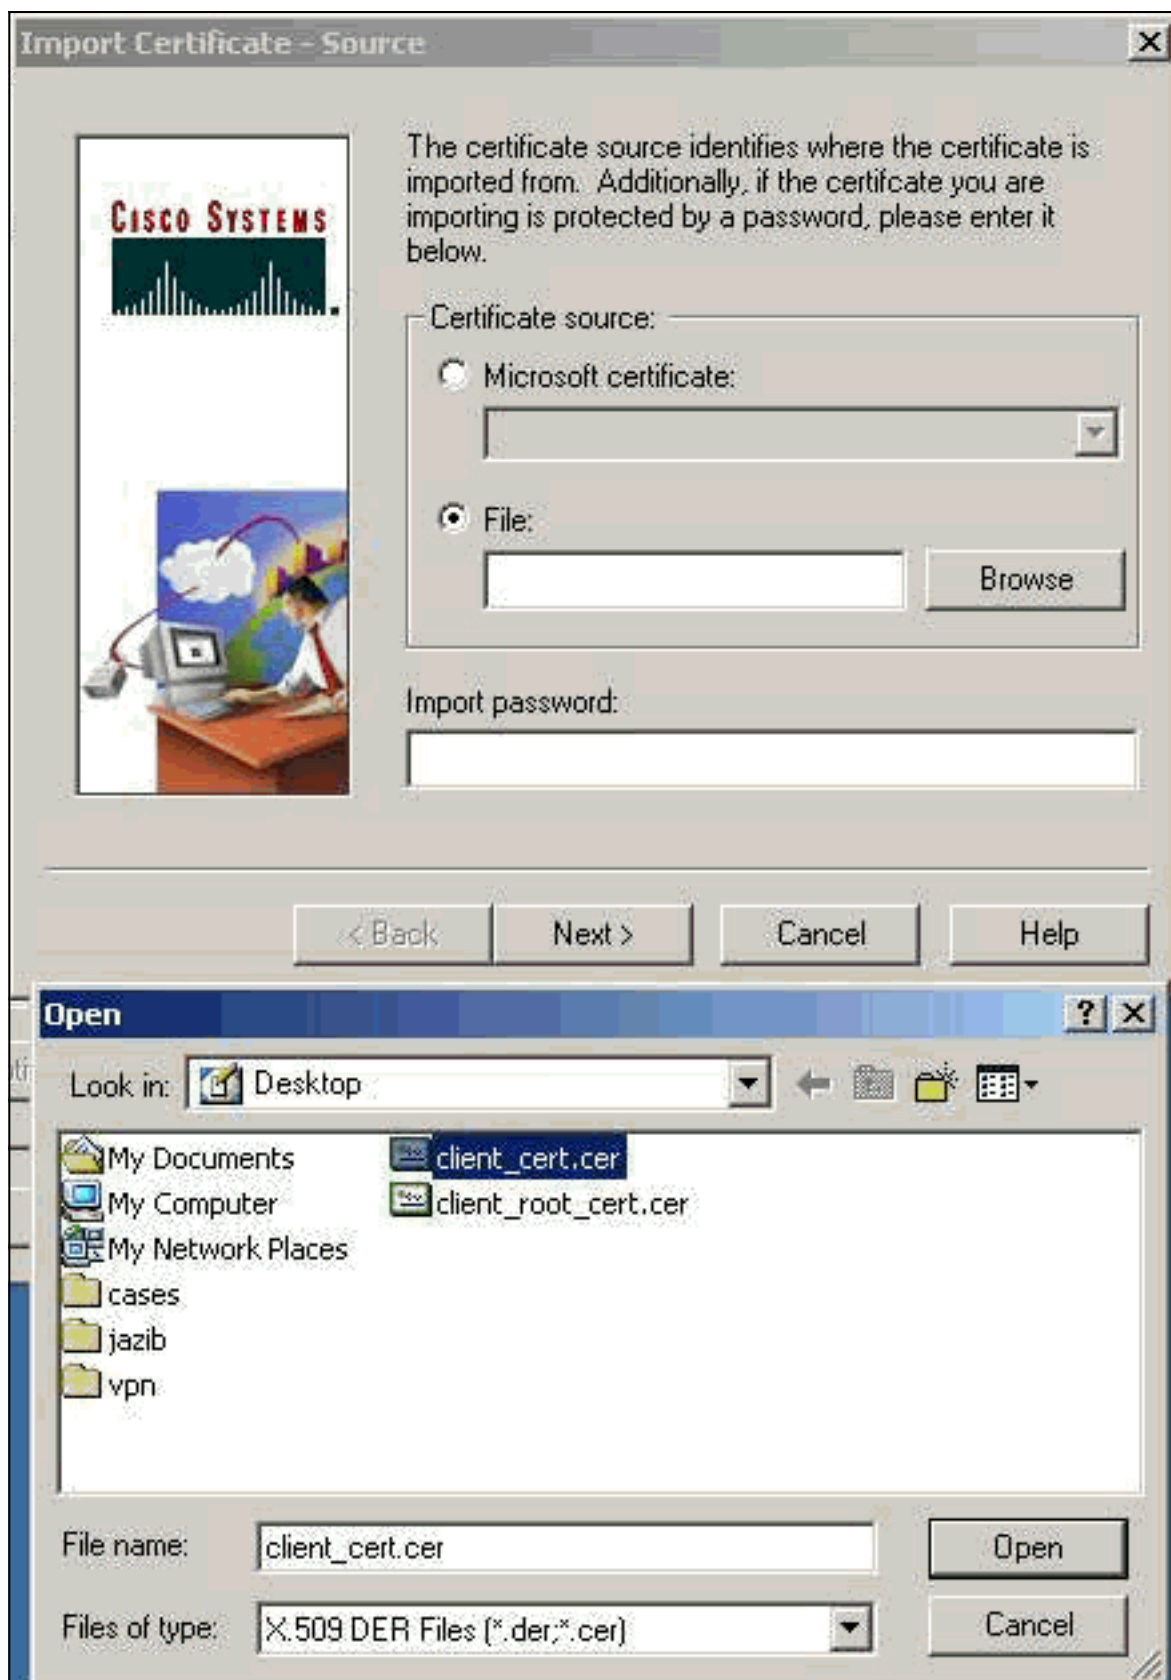 Import Certificate - Source
The certificate source identifies where the certificate is
imported from. Additionally, if the certifcate you are
importing is protected by a password, please enter it
below.
CISCO SYSTEMS
Certificate source:
Microsoft certificate:
File:
Browse
Import password:
< Back
Next >
Cancel
Help
Open
Look in:
Desktop
My Documents
My Computer
My Network Places
cases
jazib
vpn
client_cert.cer
client_root_cert.cer
File name:
client_cert.cer
Open
Files of type:
X.509 DER Files (*.der;*.cer)
Cancel